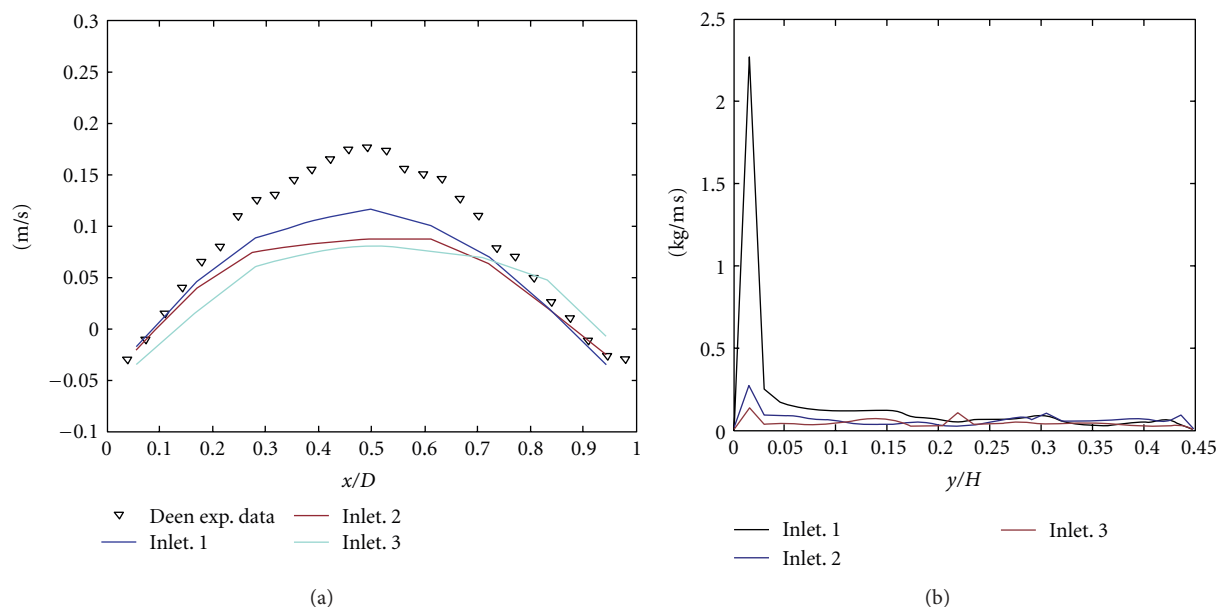 0.3
0.25
0.2
0.15
0.1
0.05
0
−0.05
−0.1
(m/s)
0 0.1 0.2 0.3 0.4 0.5 0.6 0.7 0.8 0.9 1
x/D
Deen exp. data
Inlet. 1
Inlet. 2
Inlet. 3
(a)
2.5
2
1.5
1
0.5
0
(kg/m s)
0 0.05 0.1 0.15 0.2 0.25 0.3 0.35 0.4 0.45
y/H
Inlet. 1
Inlet. 2
Inlet. 3
(b)